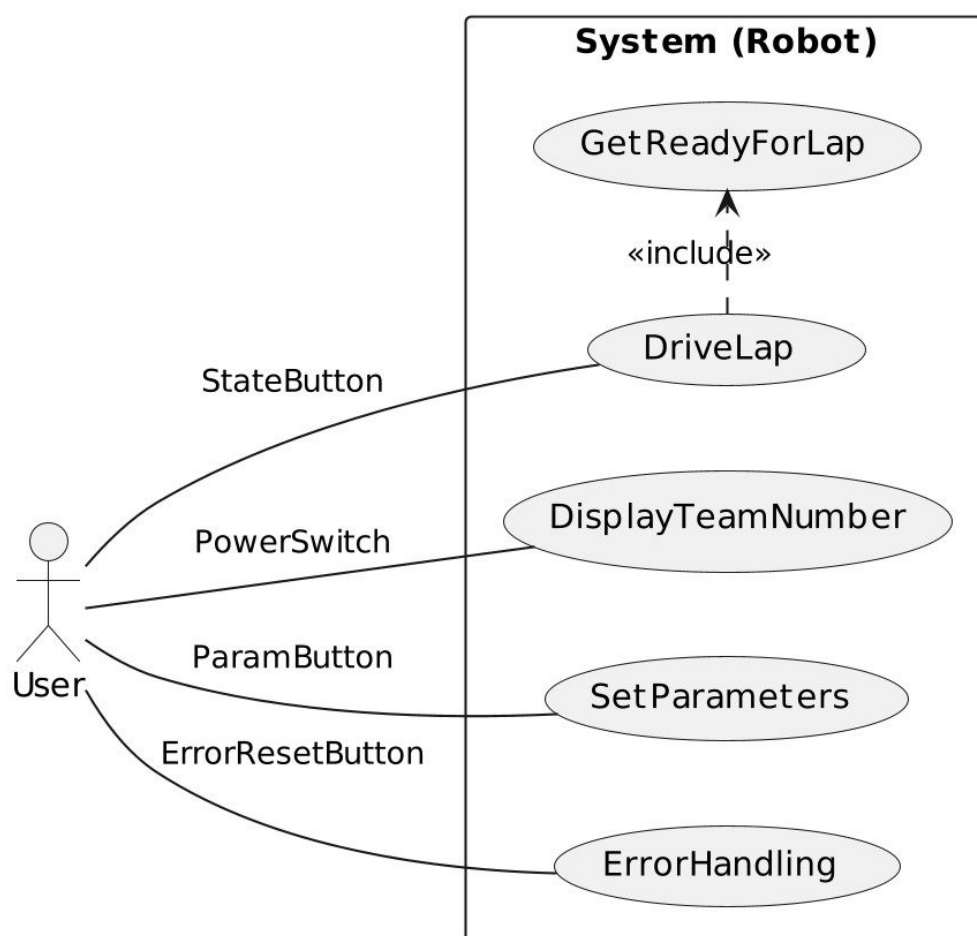 System (Robot)
GetReadyForLap
«include»
DriveLap
StateButton
DisplayTeamNumber
PowerSwitch
ParamButton
User
SetParameters
ErrorResetButton
ErrorHandling